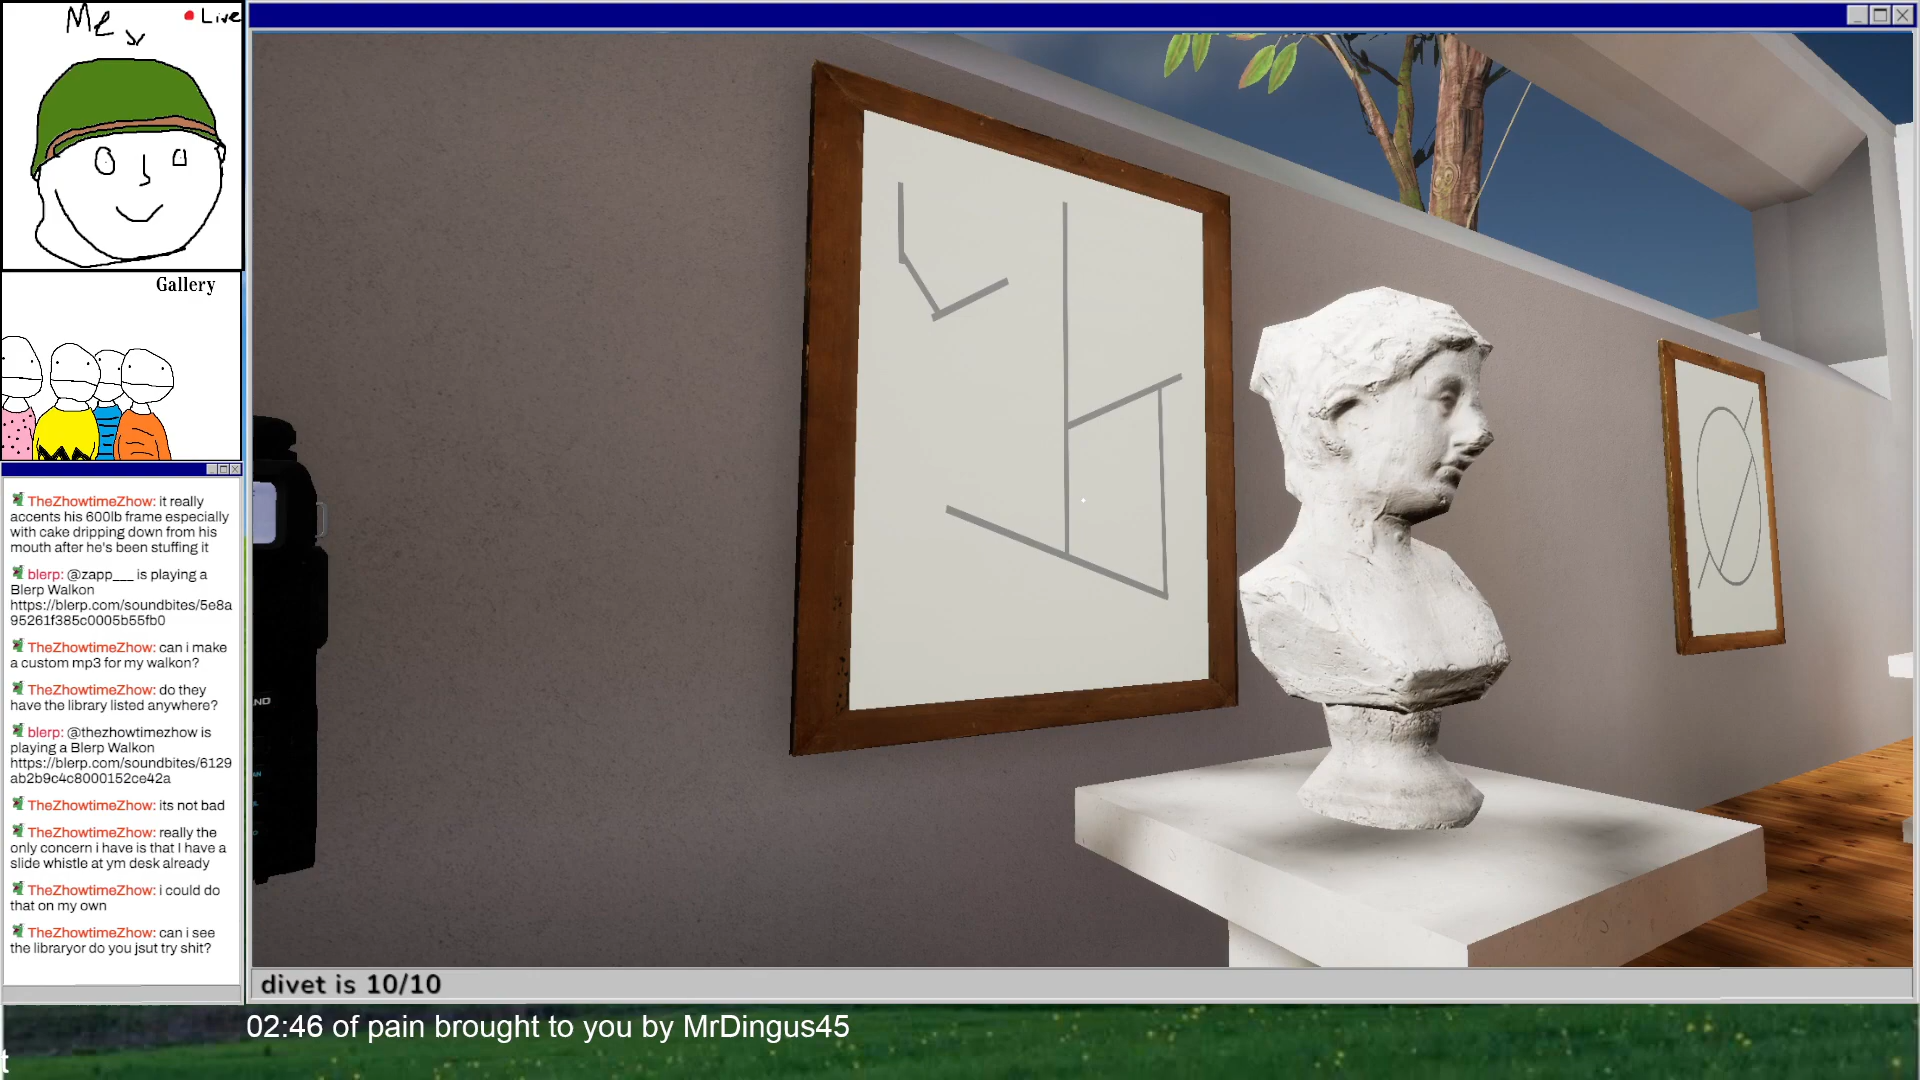 Me
Live
Gallery
TheZhowtimeZhow: it really
accents his 600lb frame especially
with cake dripping down from his
mouth after he's been stuffing it
blerp: @zapp___ is playing a
Blerp Walkon
https://blerp.com/soundbites/5e8a
95261f385c0005b55fb0
TheZhowtimeZhow: can i make
a custom mp3 for my walkon?
TheZhowtimeZhow: do they
have the library listed anywhere?
blerp: @thezhowtimezhow is
playing a Blerp Walkon
https://blerp.com/soundbites/6129
ab2b9c4c8000152ce42a
TheZhowtimeZhow: its not bad
TheZhowtimeZhow: really the
only concern i have is that I have a
slide whistle at ym desk already
TheZhowtimeZhow: i could do
that on my own
TheZhowtimeZhow: can i see
the libraryor do you jsut try shit?
divet is 10/10
02:46 of pain brought to you by MrDingus45
t